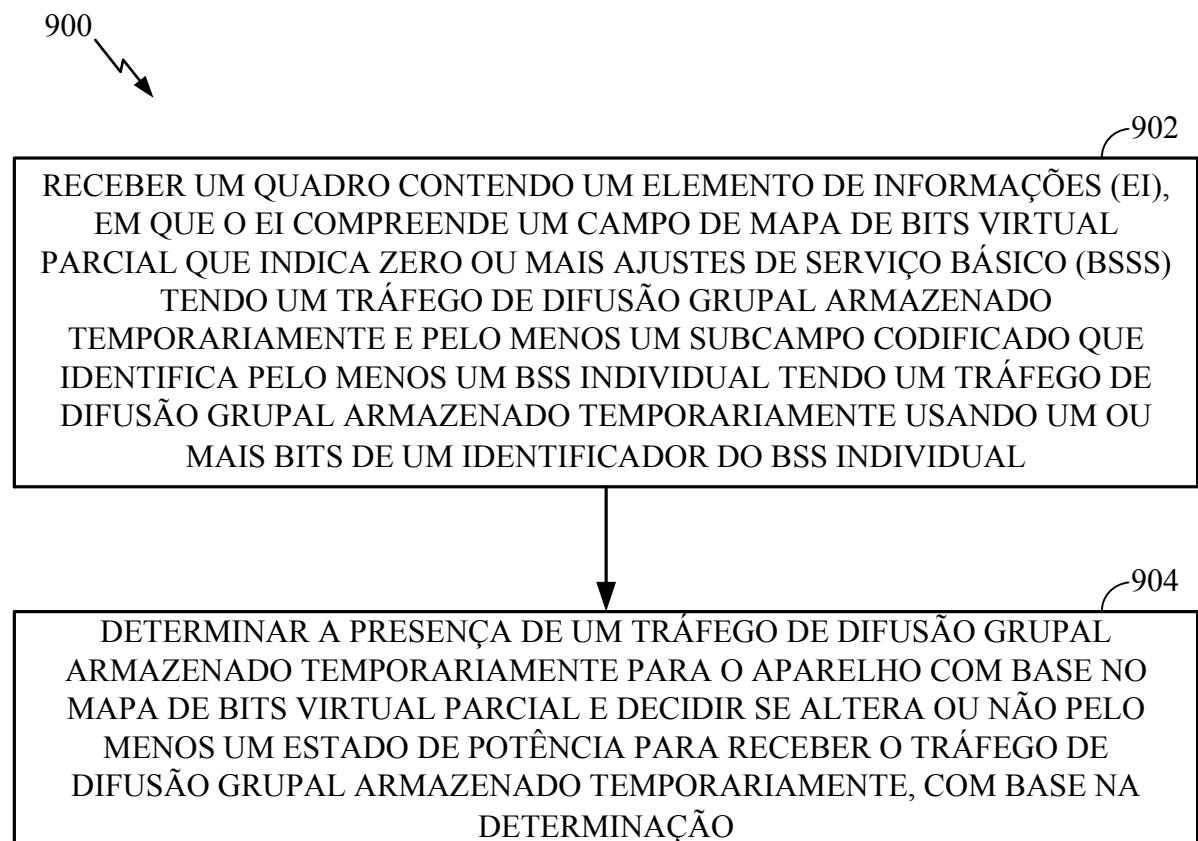 900
902
RECEBER UM QUADRO CONTENDO UM ELEMENTO DE INFORMAÇÕES (EI),
EM QUE O EI COMPREENDE UM CAMPO DE MAPA DE BITS VIRTUAL
PARCIAL QUE INDICA ZERO OU MAIS AJUSTES DE SERVIÇO BÁSICO (BSSS)
TENDO UM TRÁFEGO DE DIFUSÃO GRUPAL ARMAZENADO
TEMPORARIAMENTE E PELO MENOS UM SUBCAMPO CODIFICADO QUE
IDENTIFICA PELO MENOS UM BSS INDIVIDUAL TENDO UM TRÁFEGO DE
DIFUSÃO GRUPAL ARMAZENADO TEMPORARIAMENTE USANDO UM OU
MAIS BITS DE UM IDENTIFICADOR DO BSS INDIVIDUAL
904
DETERMINAR A PRESENÇA DE UM TRÁFEGO DE DIFUSÃO GRUPAL
ARMAZENADO TEMPORARIAMENTE PARA O APARELHO COM BASE NO
MAPA DE BITS VIRTUAL PARCIAL E DECIDIR SE ALTERA OU NÃO PELO
MENOS UM ESTADO DE POTÊNCIA PARA RECEBER O TRÁFEGO DE
DIFUSÃO GRUPAL ARMAZENADO TEMPORARIAMENTE, COM BASE NA
DETERMINAÇÃO